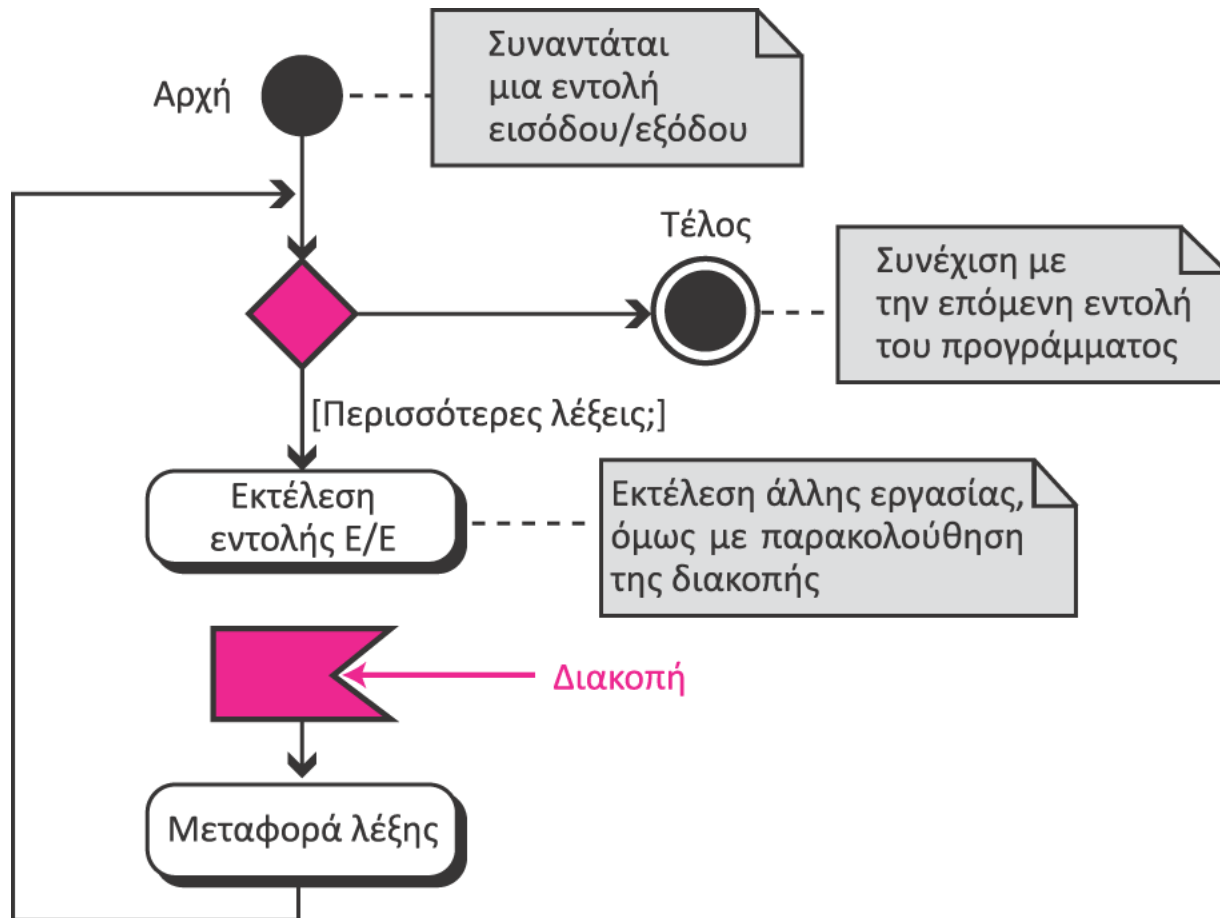 Συναντάται
μια εντολή
εισόδου/εξόδου
Αρχή
Τέλος
Συνέχιση με
την επόμενη εντολή
του προγράμματος
[Περισσότερες λέξεις;]
Εκτέλεση
εντολής Ε/Ε
Εκτέλεση άλλης εργασίας,
όμως με παρακολούθηση
της διακοπής
Διακοπή
Μεταφορά λέξης